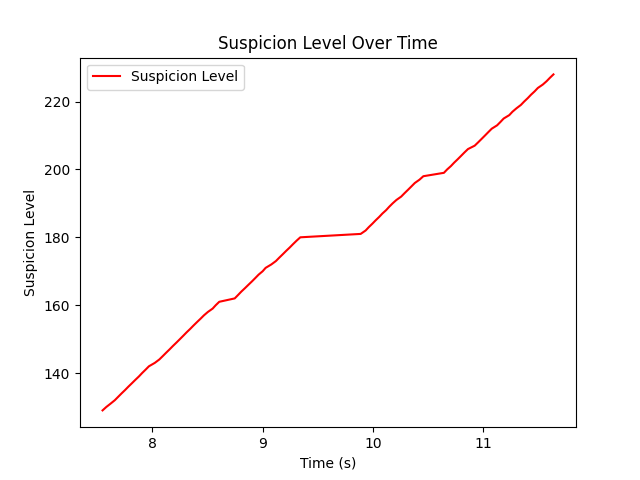 Suspicion Level Over Time
Suspicion Level
220
200
180
160
140
Suspicion Level
8 9 10 11
Time (s)